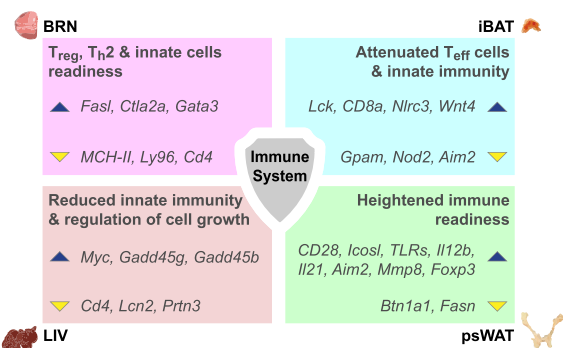 BRN
iBAT
Treg, Th2 & innate cells
readiness
Fasl, Ctla2a, Gata3
MCH-II, Ly96, Cd4
Attenuated Teff cells
& innate immunity
Lck, CD8a, Nlrc3, Wnt4
Gpam, Nod2, Aim2
Immune
System
Reduced innate immunity
& regulation of cell growth
Myc, Gadd45g, Gadd45b
Cd4, Lcn2, Prtn3
Heightened immune
readiness
CD28, Icosl, TLRs, Il12b,
Il21, Aim2, Mmp8, Foxp3
Btn1a1, Fasn
LIV
psWAT